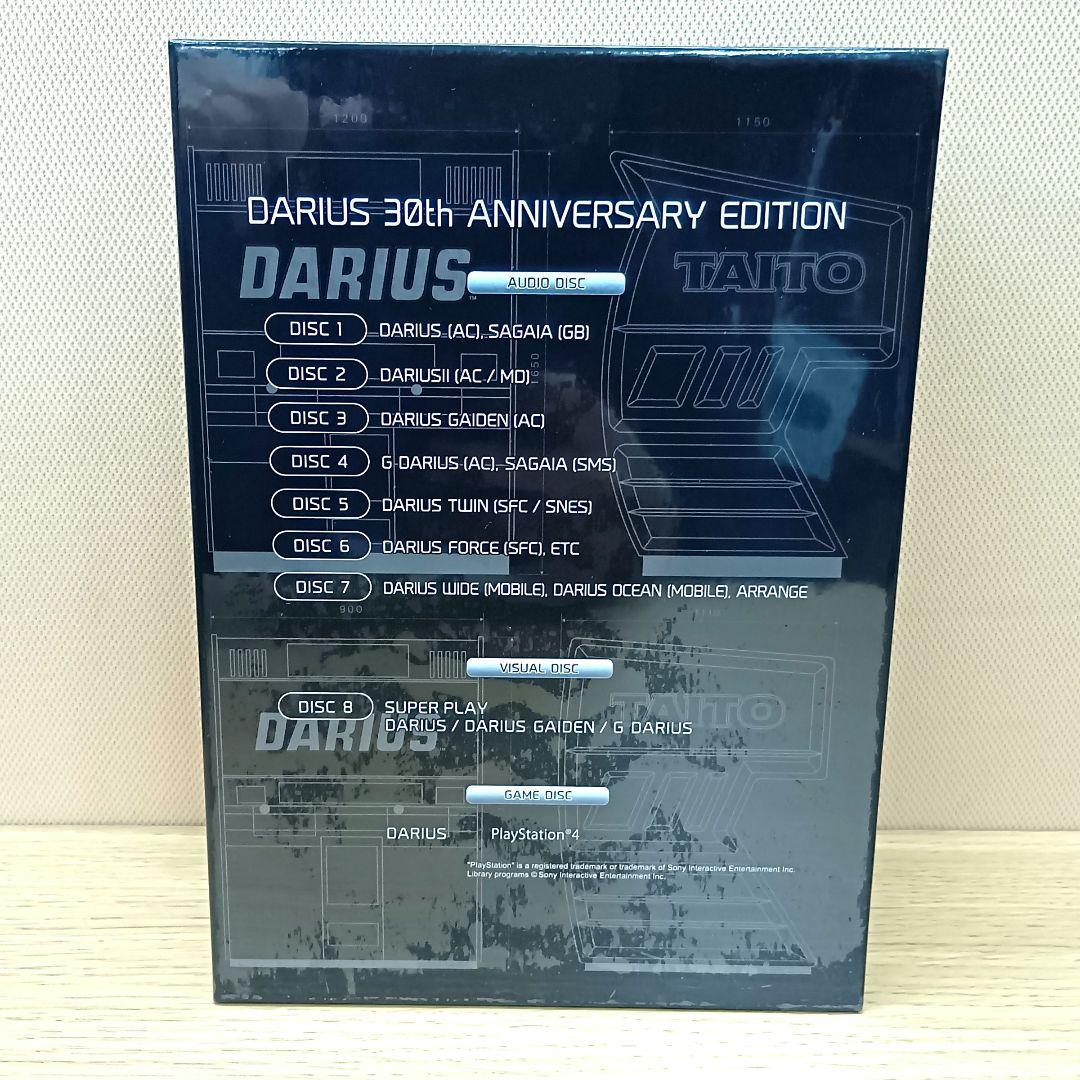 1200
1150
DARIUS 30th ANNIVERSARY EDITION
DARIUS™
AUDIO DISC
TAITO
DISC 1 DARIUS (AC), SAGAIA (GB)
DISC 2 DARIUSII (AC / MD)
1650
DISC 3 DARIUS GAIDEN (AC)
DISC 4 G-DARIUS (AC), SAGAIA (SMS)
DISC 5 DARIUS TWIN (SFC / SNES)
DISC 6 DARIUS FORCE (SFC), ETC
DISC 7 DARIUS WIDE (MOBILE), DARIUS OCEAN (MOBILE), ARRANGE
900
VISUAL DISC
DISC 8 SUPER PLAY
DARIUS / DARIUS GAIDEN / G DARIUS
DARIUS
TAITO
GAME DISC
DARIUS PlayStation®4
"PlayStation" is a registered trademark or trademark of Sony Interactive Entertainment Inc.
Library programs © Sony Interactive Entertainment Inc.